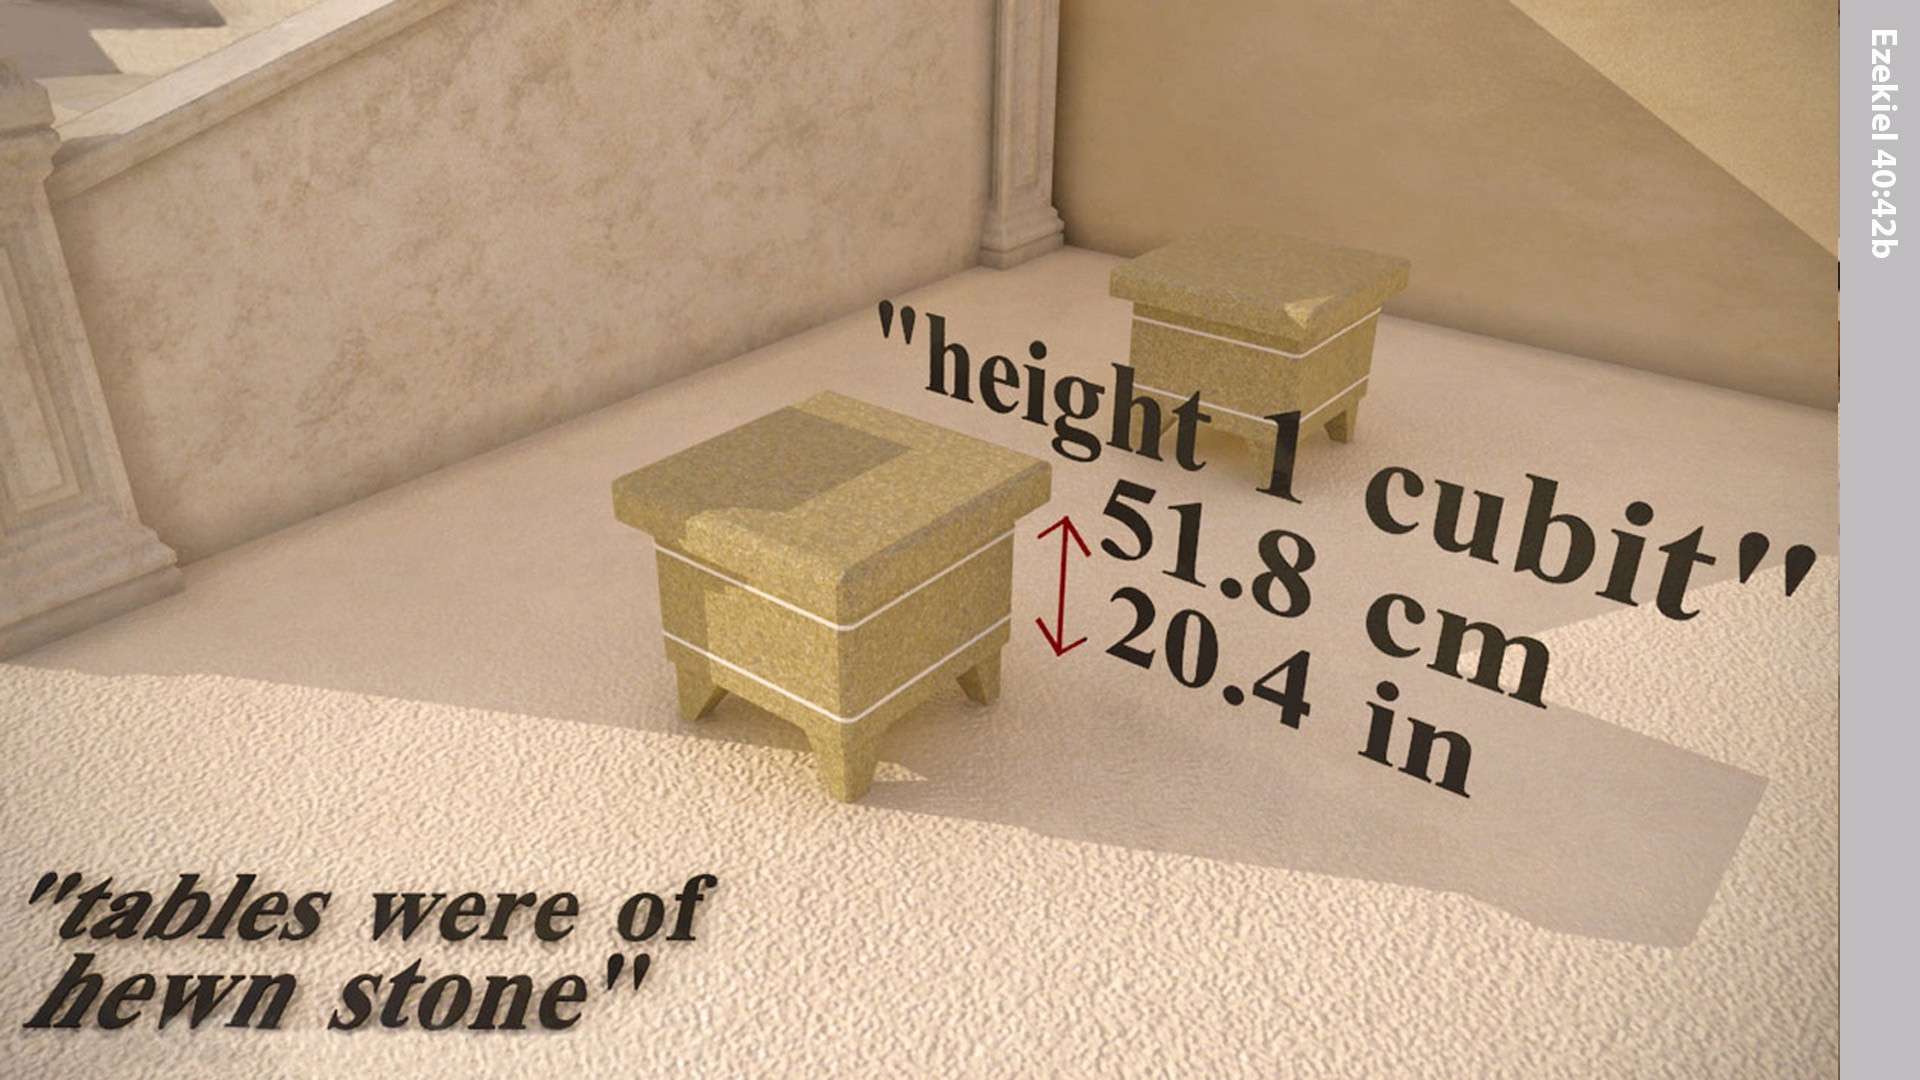 "height 1 cubit"
51.8 cm
20.4 in
"tables were of
hewn stone"
Ezekiel 40:42b